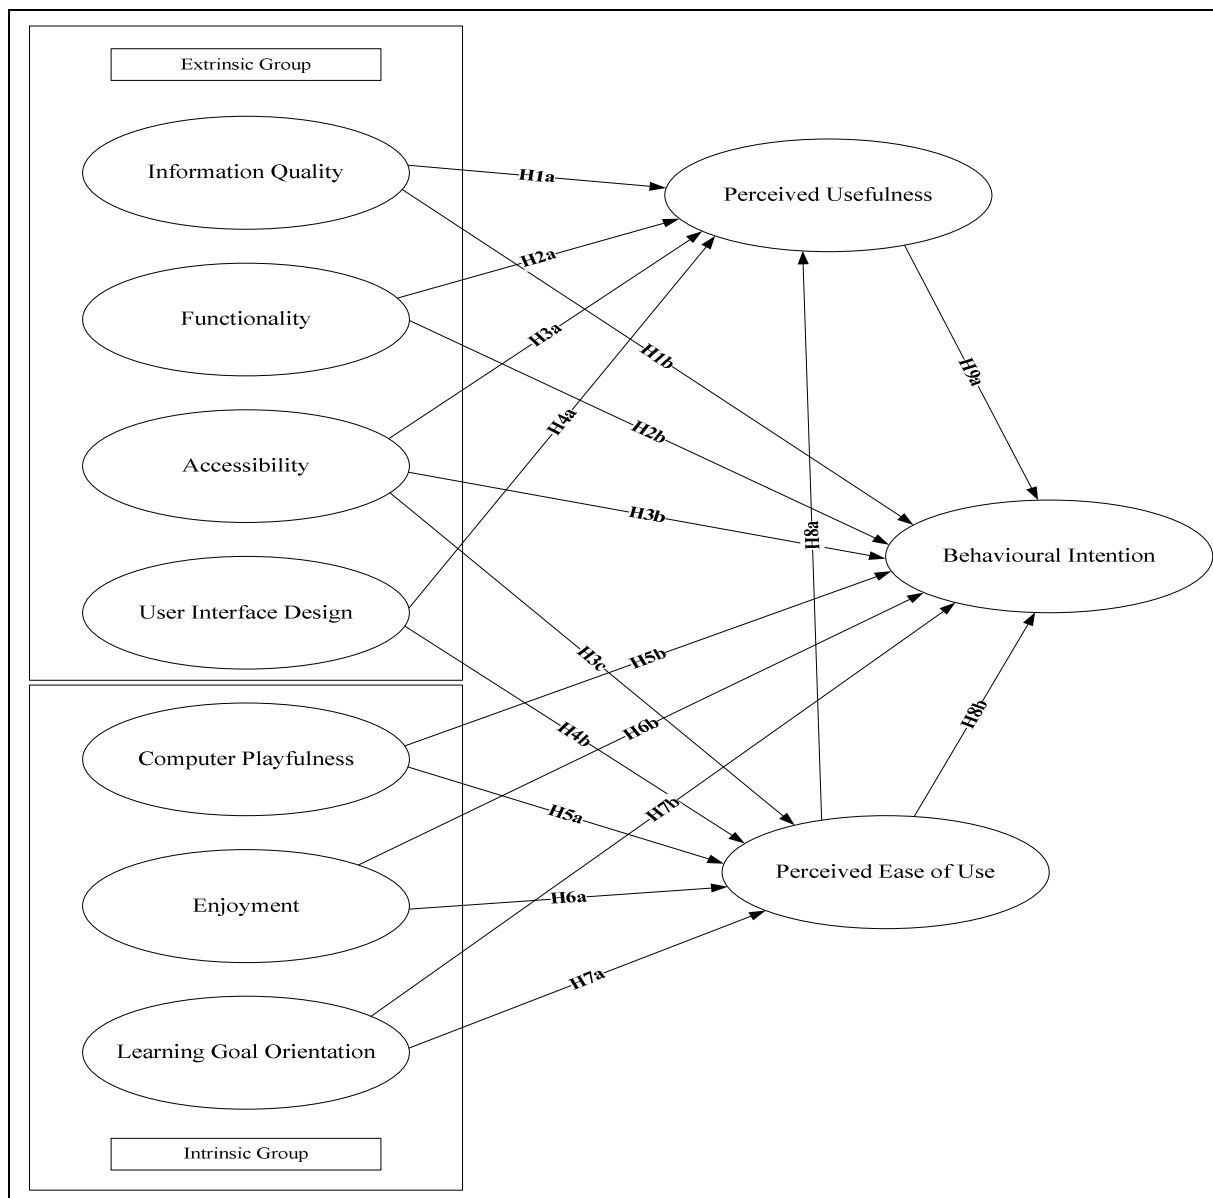 Extrinsic Group
Information Quality
H1a
Perceived Usefulness
H2a
Functionality
H3a
H1b
H9a
H4a
H2b
Accessibility
H3b
H8a
Behavioural Intention
User Interface Design
H3c
H5b
H8b
H4b
H6b
Computer Playfulness
H7b
H5a
Perceived Ease of Use
H6a
Enjoyment
H7a
Learning Goal Orientation
Intrinsic Group